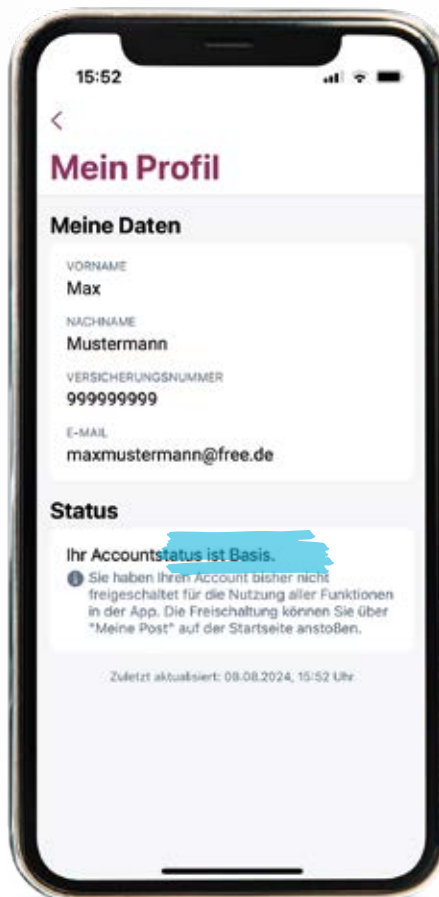 15:52
Mein Profil
Meine Daten
VORNAME
Max
NACHNAME
Mustermann
VERSICHERUNGSNUMMER
999999999
E-MAIL
maxmustermann@free.de
Status
Ihr Accountstatus ist Basis.
Sie haben Ihren Account bisher nicht
freigeschaltet für die Nutzung aller Funktionen
in der App. Die Freischaltung können Sie über
"Meine Post" auf der Startseite anstoßen.
Zuletzt aktualisiert: 09.08.2024, 15:52 Uhr